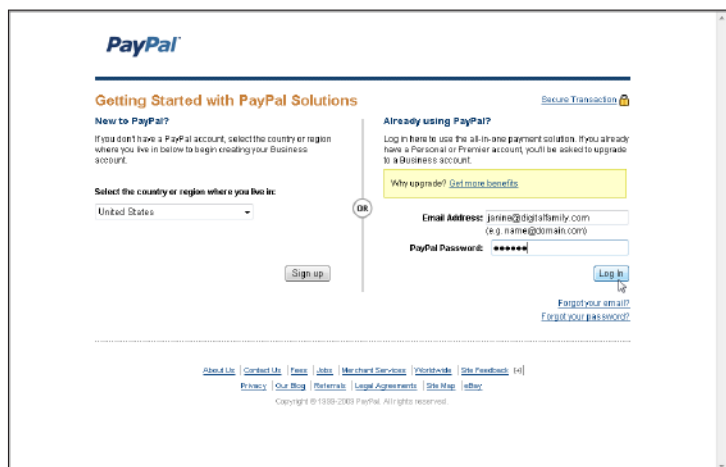 PayPal
Getting Started with PayPal Solutions
Secure Transaction
New to PayPal?
If you don't have a PayPal account, select the country or region
where you live in below to begin creating your Business
account.
Select the country or region where you live in:
United States
Sign up
OR
Already using PayPal?
Log in here to use the all-in-one payment solution. If you already
have a Personal or Premier account, you'll be asked to upgrade
to a Business account.
Why upgrade? Get more benefits
Email Address: janine@digitalfamily.com
(e.g. name@domain.com)
PayPal Password: ••••••
Log In
Forgot your email?
Forgot your password?
About Us | Contact Us | Fees | Jobs | Merchant Services | Worldwide | Site Feedback [+]
Privacy | Our Blog | Referrals | Legal Agreements | Site Map | eBay
Copyright © 1999-2009 PayPal. All rights reserved.